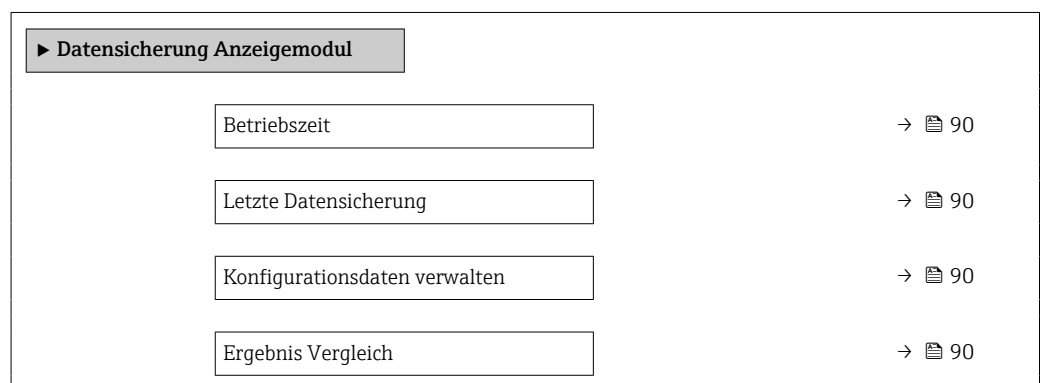 ▶ Datensicherung Anzeigemodul
Betriebszeit → 90
Letzte Datensicherung → 90
Konfigurationsdaten verwalten → 90
Ergebnis Vergleich → 90